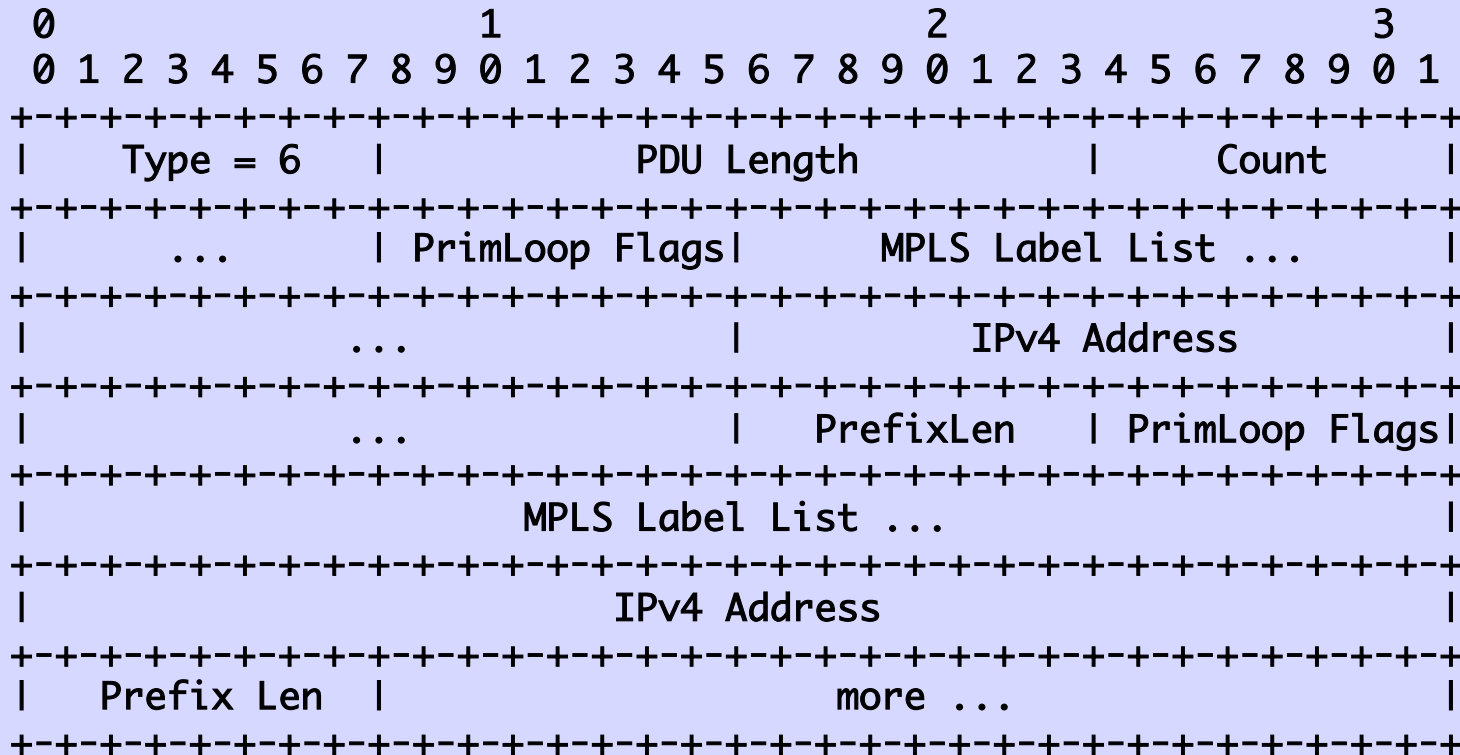 0                   1                   2                   3
 0 1 2 3 4 5 6 7 8 9 0 1 2 3 4 5 6 7 8 9 0 1 2 3 4 5 6 7 8 9 0 1
+-+-+-+-+-+-+-+-+-+-+-+-+-+-+-+-+-+-+-+-+-+-+-+-+-+-+-+-+-+-+-+-+
|    Type = 6   |           PDU Length          |     Count     |
+-+-+-+-+-+-+-+-+-+-+-+-+-+-+-+-+-+-+-+-+-+-+-+-+-+-+-+-+-+-+-+-+
|      ...      | PrimLoop Flags|      MPLS Label List ...      |
+-+-+-+-+-+-+-+-+-+-+-+-+-+-+-+-+-+-+-+-+-+-+-+-+-+-+-+-+-+-+-+-+
|              ...              |          IPv4 Address         |
+-+-+-+-+-+-+-+-+-+-+-+-+-+-+-+-+-+-+-+-+-+-+-+-+-+-+-+-+-+-+-+-+
|              ...              |   PrefixLen   | PrimLoop Flags|
+-+-+-+-+-+-+-+-+-+-+-+-+-+-+-+-+-+-+-+-+-+-+-+-+-+-+-+-+-+-+-+-+
|                      MPLS Label List ...                      |
+-+-+-+-+-+-+-+-+-+-+-+-+-+-+-+-+-+-+-+-+-+-+-+-+-+-+-+-+-+-+-+-+
|                          IPv4 Address                         |
+-+-+-+-+-+-+-+-+-+-+-+-+-+-+-+-+-+-+-+-+-+-+-+-+-+-+-+-+-+-+-+-+
|   Prefix Len  |                    more ...                   |
+-+-+-+-+-+-+-+-+-+-+-+-+-+-+-+-+-+-+-+-+-+-+-+-+-+-+-+-+-+-+-+-+